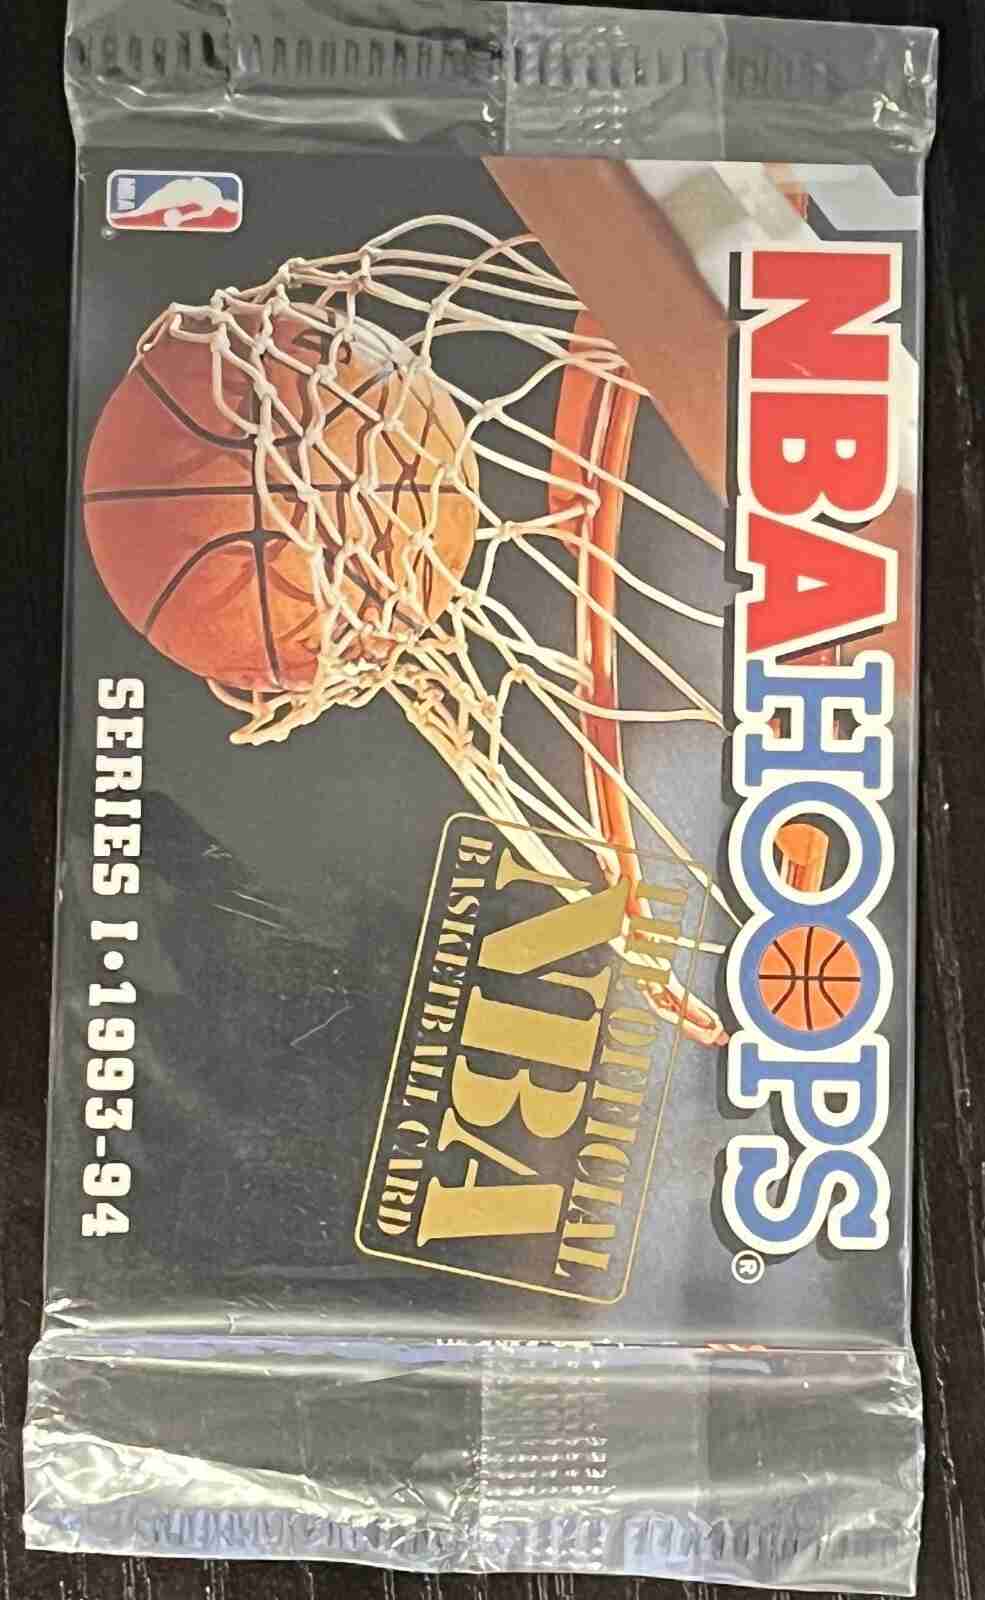 NBA HOOPS®
THE OFFICIAL
NBA
BASKETBALL CARD
SERIES I • 1993-94
NBA
®